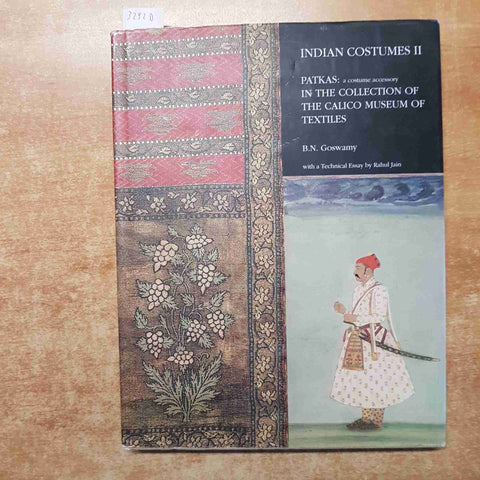 3292 D
INDIAN COSTUMES II
PATKAS: a costume accessory
IN THE COLLECTION OF
THE CALICO MUSEUM OF
TEXTILES
B.N. Goswamy
with a Technical Essay by Rahul Jain